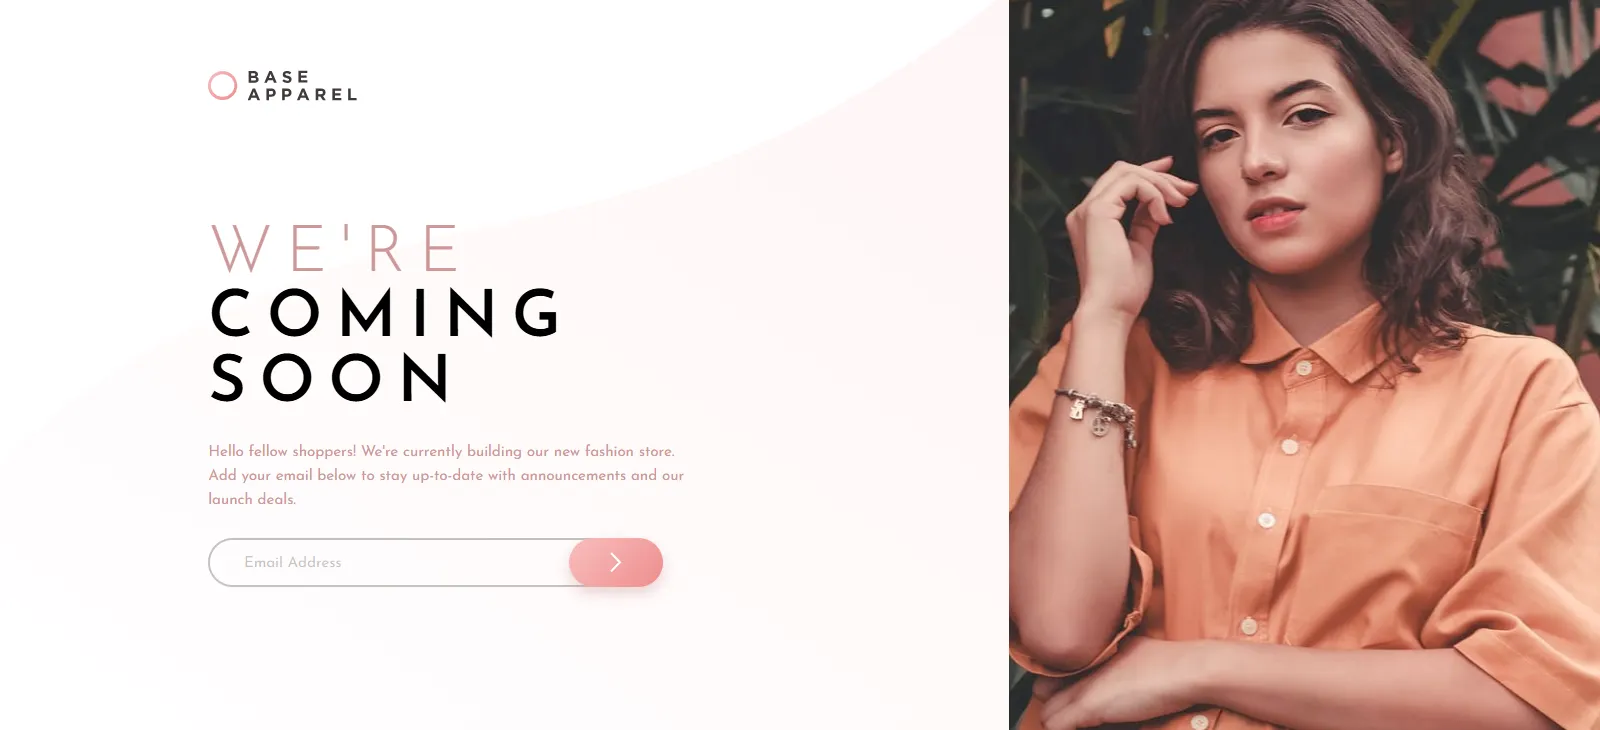 BASE
APPAREL
WE'RE
COMING
SOON
Hello fellow shoppers! We're currently building our new fashion store.
Add your email below to stay up-to-date with announcements and our
launch deals.
Email Address